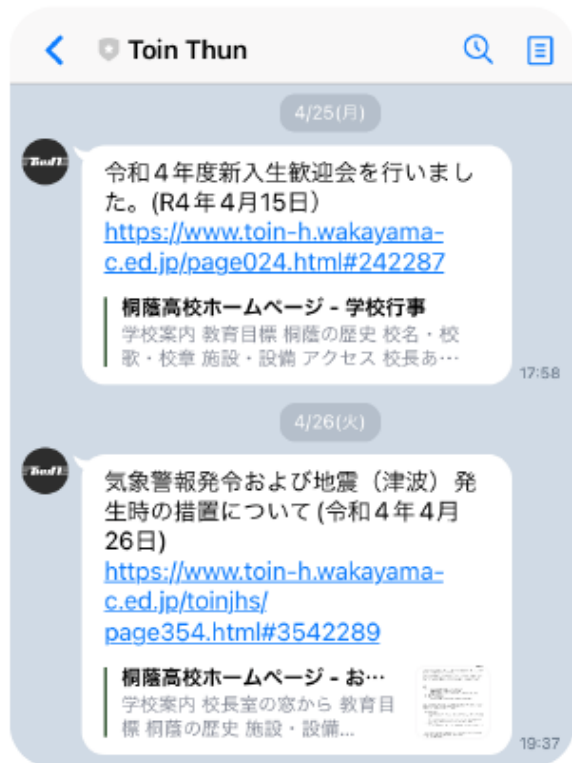 Toin Thun
4/25(月)
令和4年度新入生歓迎会を行いまし
た。(R4年4月15日）
https://www.toin-h.wakayama-
c.ed.jp/page024.html#242287
桐蔭高校ホームページ - 学校行事
学校案内 教育目標 桐蔭の歴史 校名・校
歌・校章 施設・設備 アクセス 校長あ…
17:58
4/26(火)
気象警報発令および地震（津波）発
生時の措置について(令和4年4月
26日)
https://www.toin-h.wakayama-
c.ed.jp/toinjhs/
page354.html#3542289
桐蔭高校ホームページ - お…
学校案内 校長室の窓から 教育目
標 桐蔭の歴史 施設・設備...
19:37